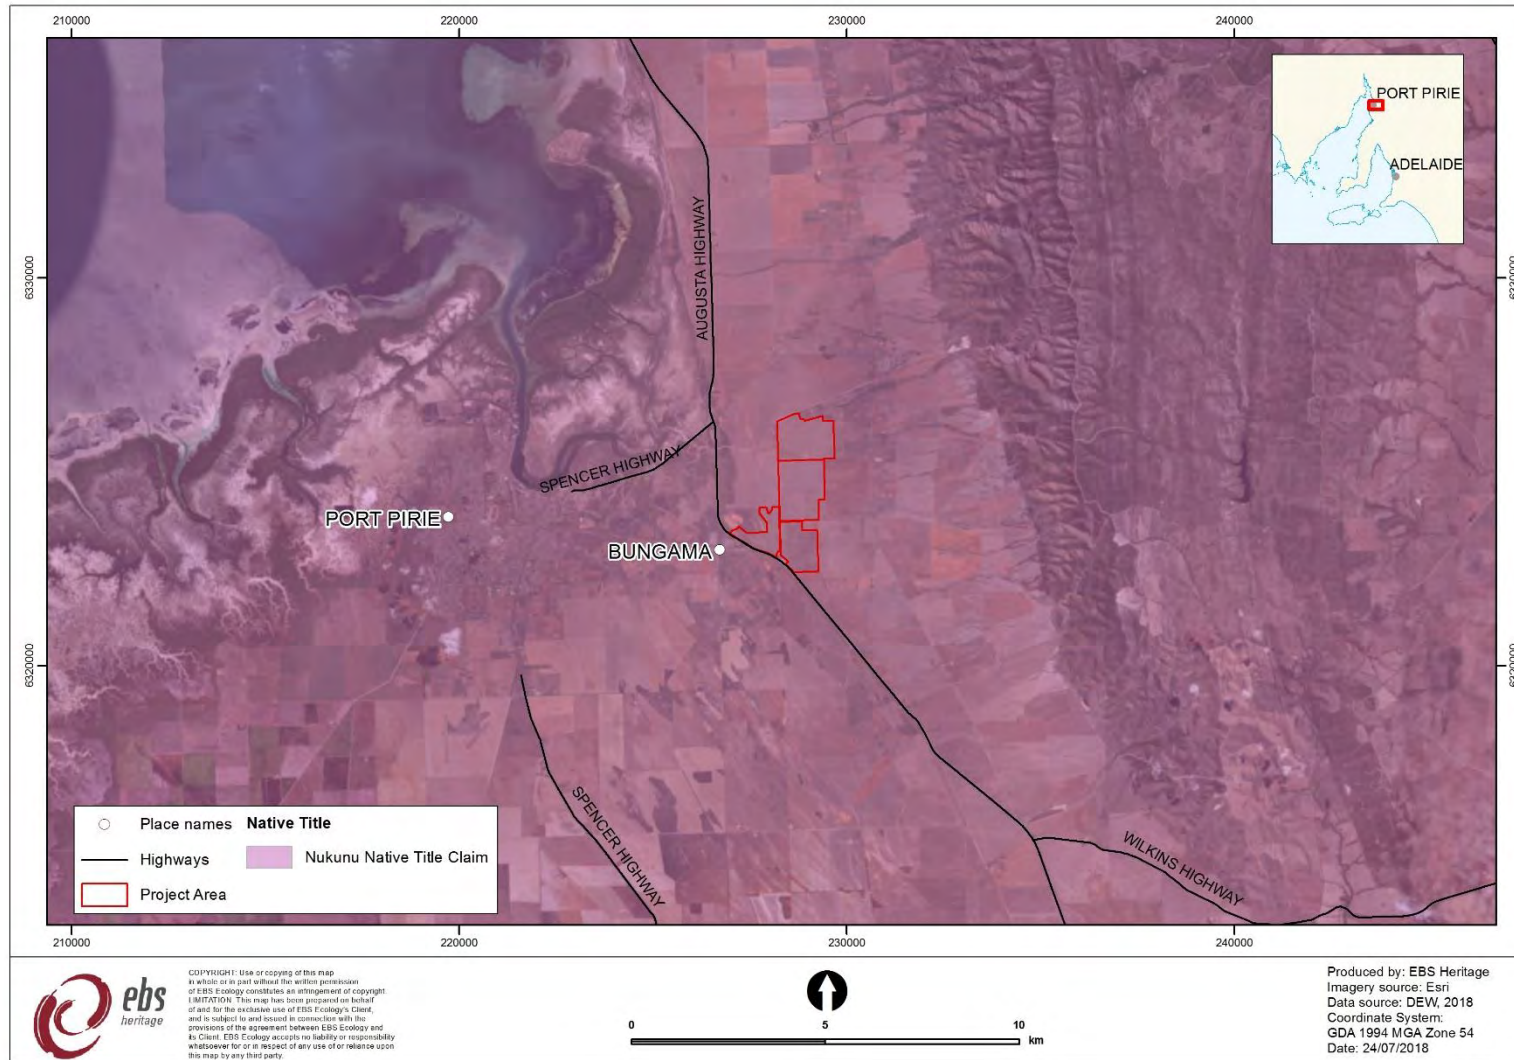 210000
220000
230000
240000
PORT PIRIE
ADELAIDE
AUGUSTA HIGHWAY
6330000
6330000
SPENCER HIGHWAY
PORT PIRIE
BUNGAMA
6320000
6320000
SPENCER HIGHWAY
WILKINS HIGHWAY
Place names
Native Title
Highways
Nukunu Native Title Claim
Project Area
210000
220000
230000
240000
ebs
heritage
COPYRIGHT: Use or copying of this map
in whole or in part without the written permission
of EBS Ecology constitutes an infringement of copyright.
LIMITATION: This map has been prepared on behalf
of and for the exclusive use of EBS Ecology's Client,
and is subject to and issued in connection with the
provisions of the agreement between EBS Ecology and
its Client. EBS Ecology accepts no liability or responsibility
whatsoever for or in respect of any use of or reliance upon
this map by any third party.
0
5
10
km
Produced by: EBS Heritage
Imagery source: Esri
Data source: DEW, 2018
Coordinate System:
GDA 1994 MGA Zone 54
Date: 24/07/2018